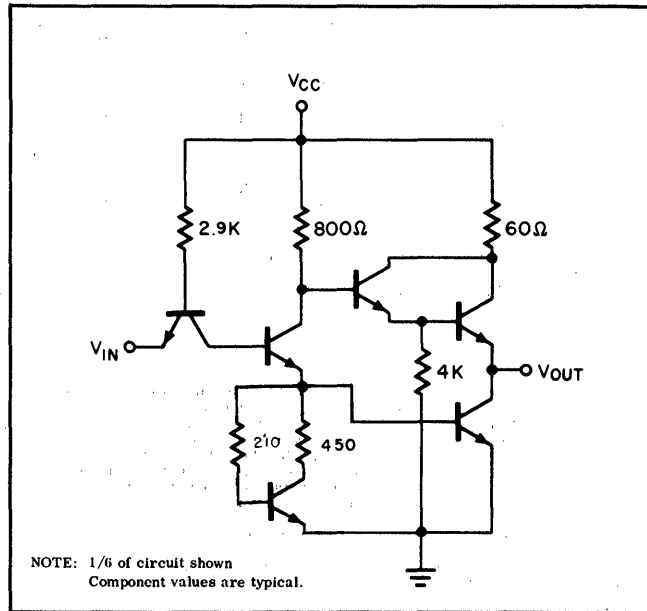 VCC
2.9K
800Ω
60Ω
VIN
VOUT
4K
210
450
NOTE: 1/6 of circuit shown
Component values are typical.